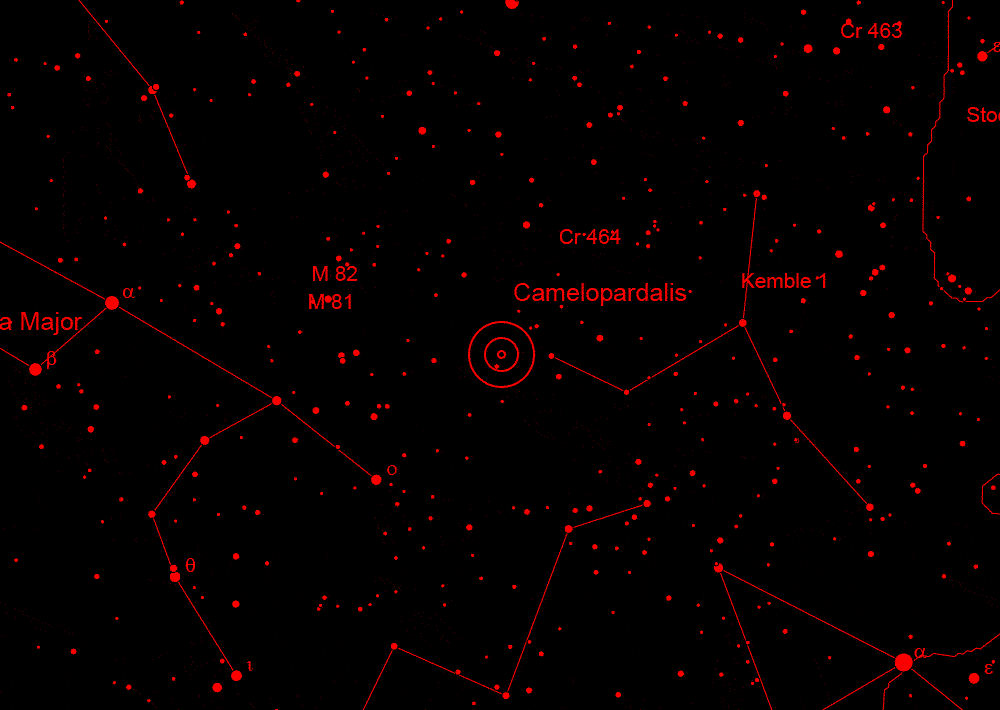 Cr 463
ε
Stoc
Cr 464
M 82
Kemble 1
α
Camelopardalis
M 81
a Major
β
ο
θ
α
ι
ε